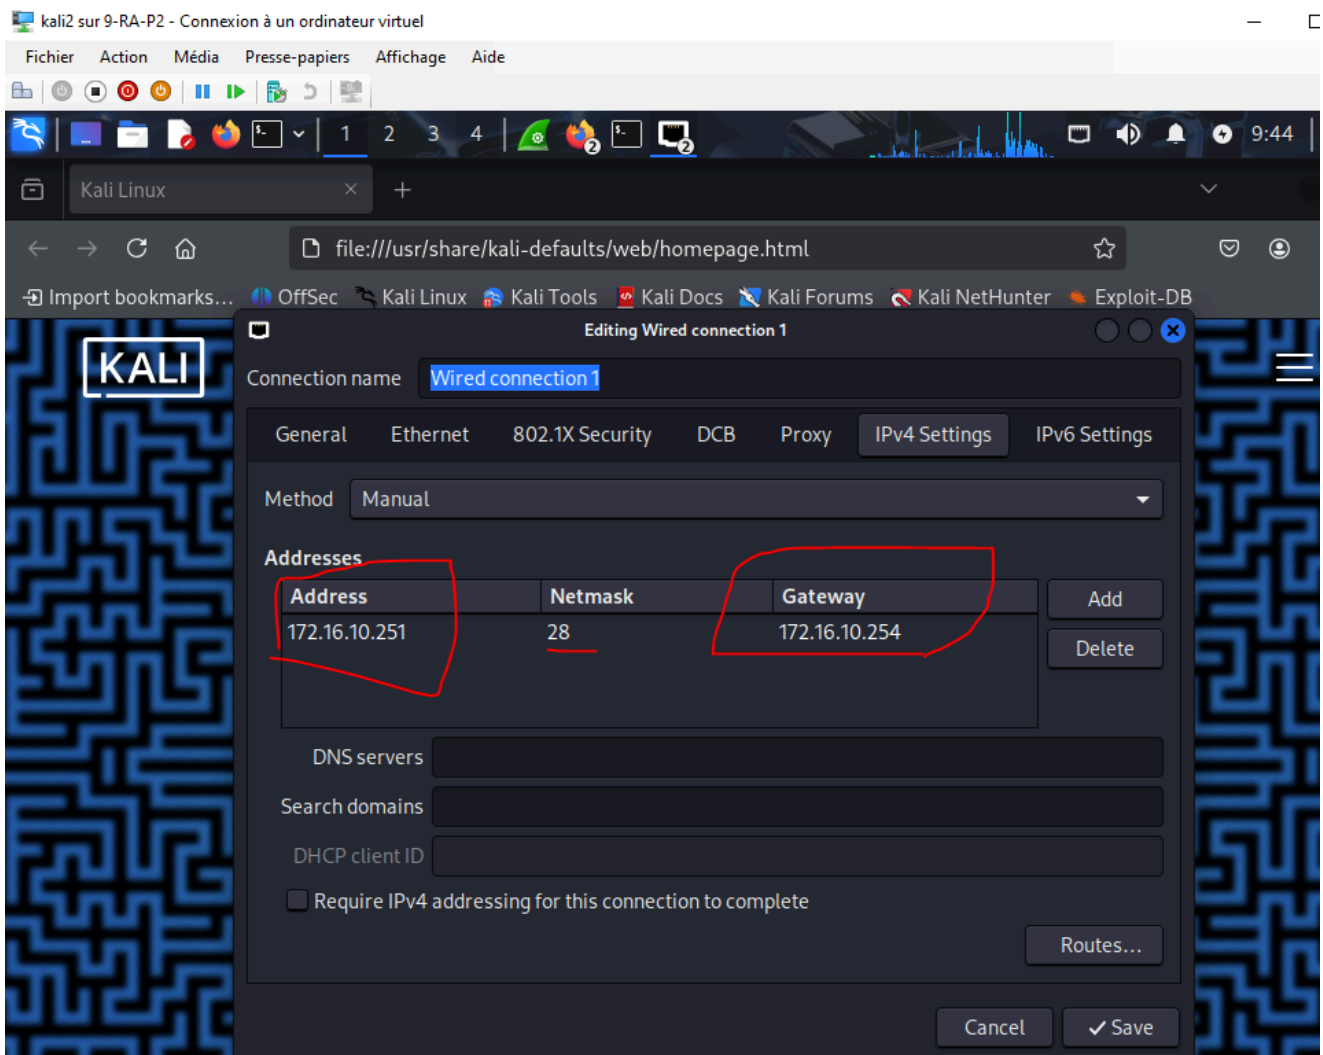 kali2 sur 9-RA-P2 - Connexion à un ordinateur virtuel
Fichier Action Média Presse-papiers Affichage Aide
1 2 3 4 2 2 9:44
Kali Linux
file:///usr/share/kali-defaults/web/homepage.html
Import bookmarks... OffSec Kali Linux Kali Tools Kali Docs Kali Forums Kali NetHunter Exploit-DB
Editing Wired connection 1
KALI
Connection name Wired connection 1
General Ethernet 802.1X Security DCB Proxy IPv4 Settings IPv6 Settings
Method Manual
Addresses
Address Netmask Gateway
172.16.10.251 28 172.16.10.254
Add
Delete
DNS servers
Search domains
DHCP client ID
Require IPv4 addressing for this connection to complete
Routes...
Cancel Save